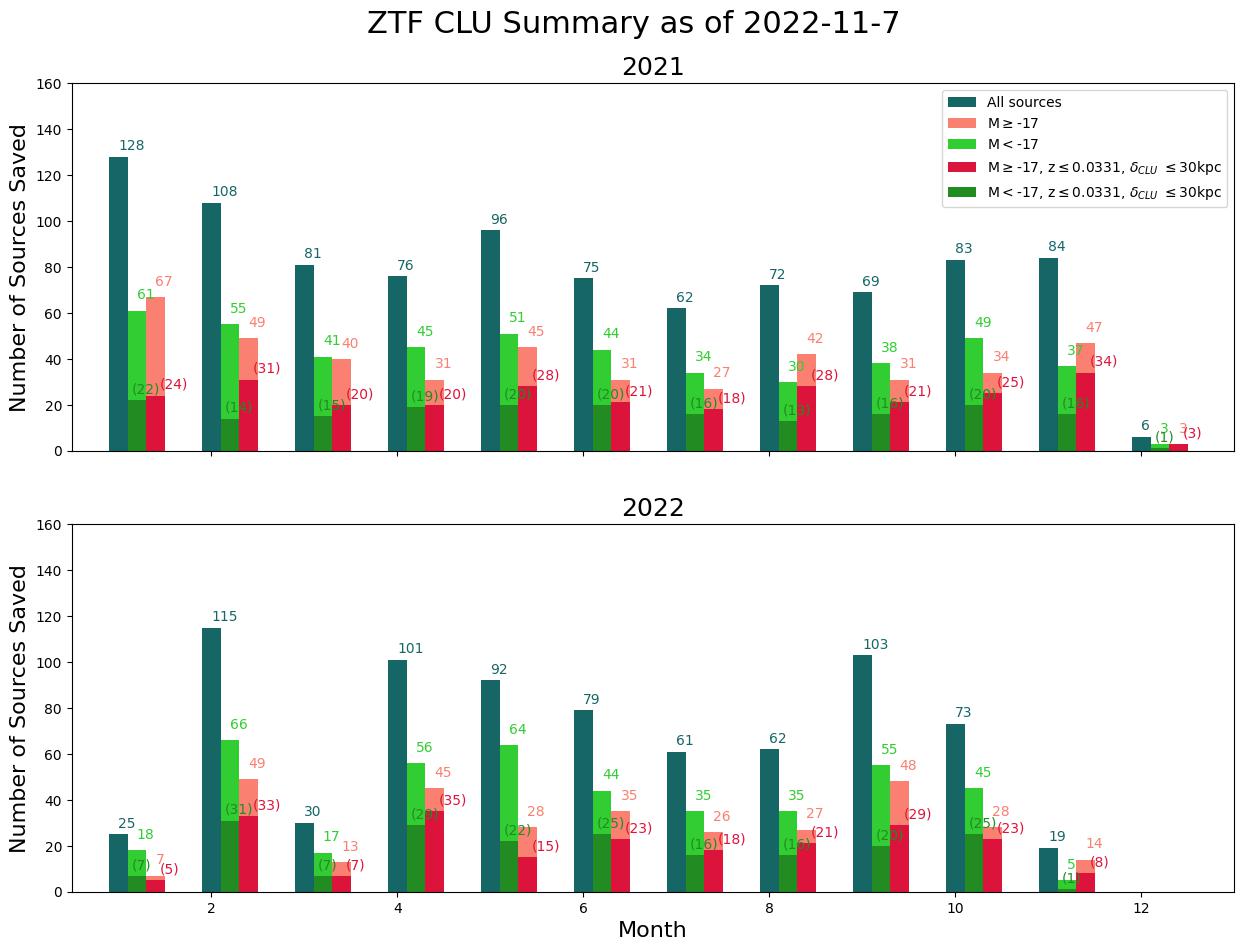 ZTF CLU Summary as of 2022-11-7
2021
Number of Sources Saved
160
140
120
100
80
60
40
20
0
All sources
M ≥ -17
M < -17
M ≥ -17, z ≤ 0.0331, δCLU ≤ 30kpc
M < -17, z ≤ 0.0331, δCLU ≤ 30kpc
128 61 67 (22) (24)
108 55 49 (14) (31)
81 41 40 (15) (20)
76 45 31 (19) (20)
96 51 45 (20) (28)
75 44 31 (20) (21)
62 34 27 (16) (18)
72 30 42 (13) (28)
69 38 31 (16) (21)
83 49 34 (20) (25)
84 37 47 (16) (34)
6 3 3 (1) (3)
2022
Number of Sources Saved
160
140
120
100
80
60
40
20
0
25 18 7 (7) (5)
115 66 49 (31) (33)
30 17 13 (7) (7)
101 56 45 (29) (35)
92 64 28 (22) (15)
79 44 35 (25) (23)
61 35 26 (16) (18)
62 35 27 (16) (21)
103 55 48 (20) (29)
73 45 28 (25) (23)
19 5 14 (1) (8)
2 4 6 8 10 12
Month